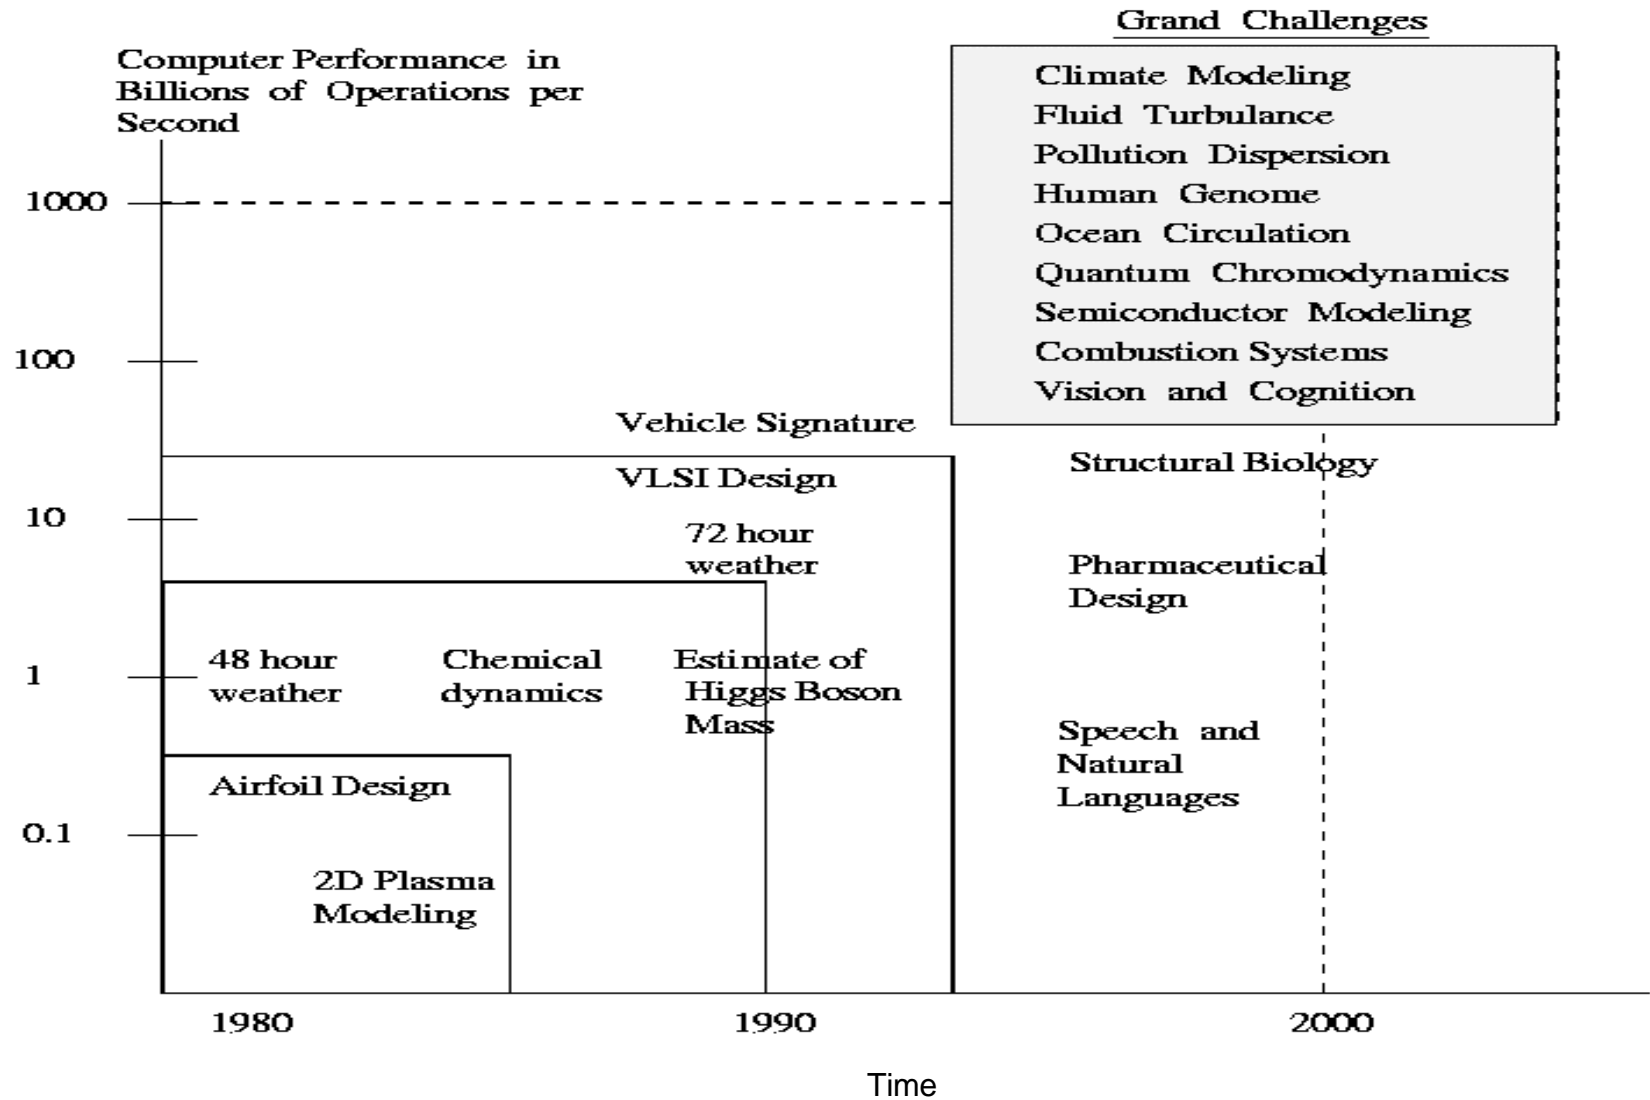 Grand Challenges
Computer Performance in
Billions of Operations per
Second
Climate Modeling
Fluid Turbulance
Pollution Dispersion
Human Genome
Ocean Circulation
Quantum Chromodynamics
Semiconductor Modeling
Combustion Systems
Vision and Cognition
1000
100
10
1
0.1
Vehicle Signature
VLSI Design
72 hour
weather
Structural Biology
Pharmaceutical
Design
48 hour
weather
Chemical
dynamics
Estimate of
Higgs Boson
Mass
Speech and
Natural
Languages
Airfoil Design
2D Plasma
Modeling
1980
1990
2000
Time